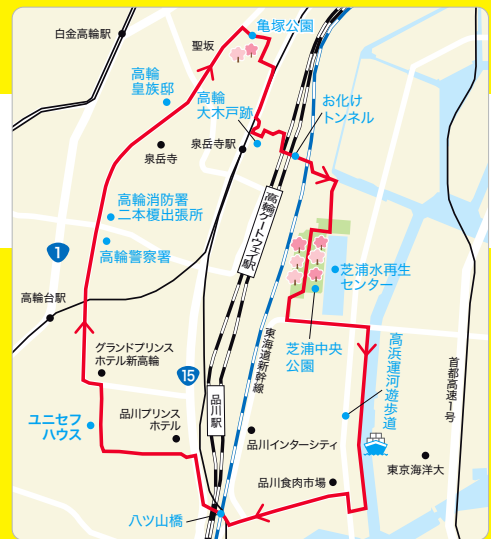 亀塚公園
白金高輪駅
聖坂
高輪
皇族邸
高輪
大木戸跡
お化け
トンネル
泉岳寺駅
泉岳寺
高輪ゲートウェイ駅
高輪消防署
二本榎出張所
高輪警察署
1
芝浦水再生
センター
高輪台駅
芝浦中央
公園
東海道新幹線
高浜運河遊歩道
首都高速1号
グランドプリンス
ホテル新高輪
15
品川駅
ユニセフ
ハウス
品川プリンス
ホテル
品川インターシティ
東京海洋大
品川食肉市場
八ツ山橋